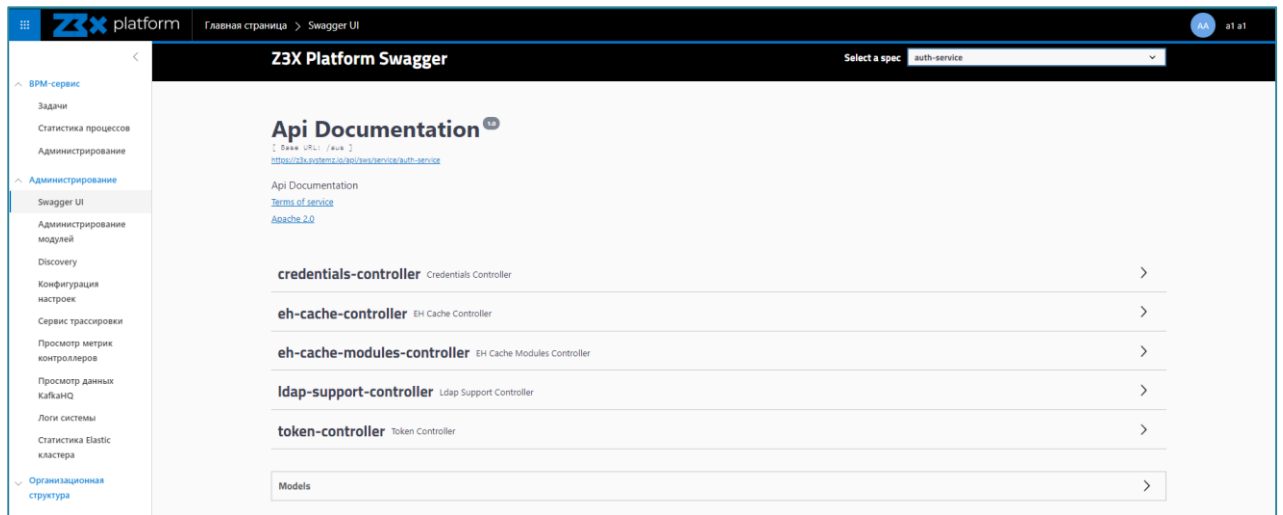 Z3X platform
Главная страница > Swagger UI
AA a1 a1
Z3X Platform Swagger
Select a spec auth-service
ВРМ-сервис
Задачи
Статистика процессов
Администрирование
Администрирование
Swagger UI
Администрирование
модулей
Discovery
Конфигурация
настроек
Сервис трассировки
Просмотр метрик
контроллеров
Просмотр данных
KafkaHQ
Логи системы
Статистика Elastic
кластера
Организационная
структура
Api Documentation 1.0
[ Base URL: /aus ]
https://z3x.systemz.io/api/sws/service/auth-service
Api Documentation
Terms of service
Apache 2.0
credentials-controller Credentials Controller
eh-cache-controller EH Cache Controller
eh-cache-modules-controller EH Cache Modules Controller
ldap-support-controller Ldap Support Controller
token-controller Token Controller
Models